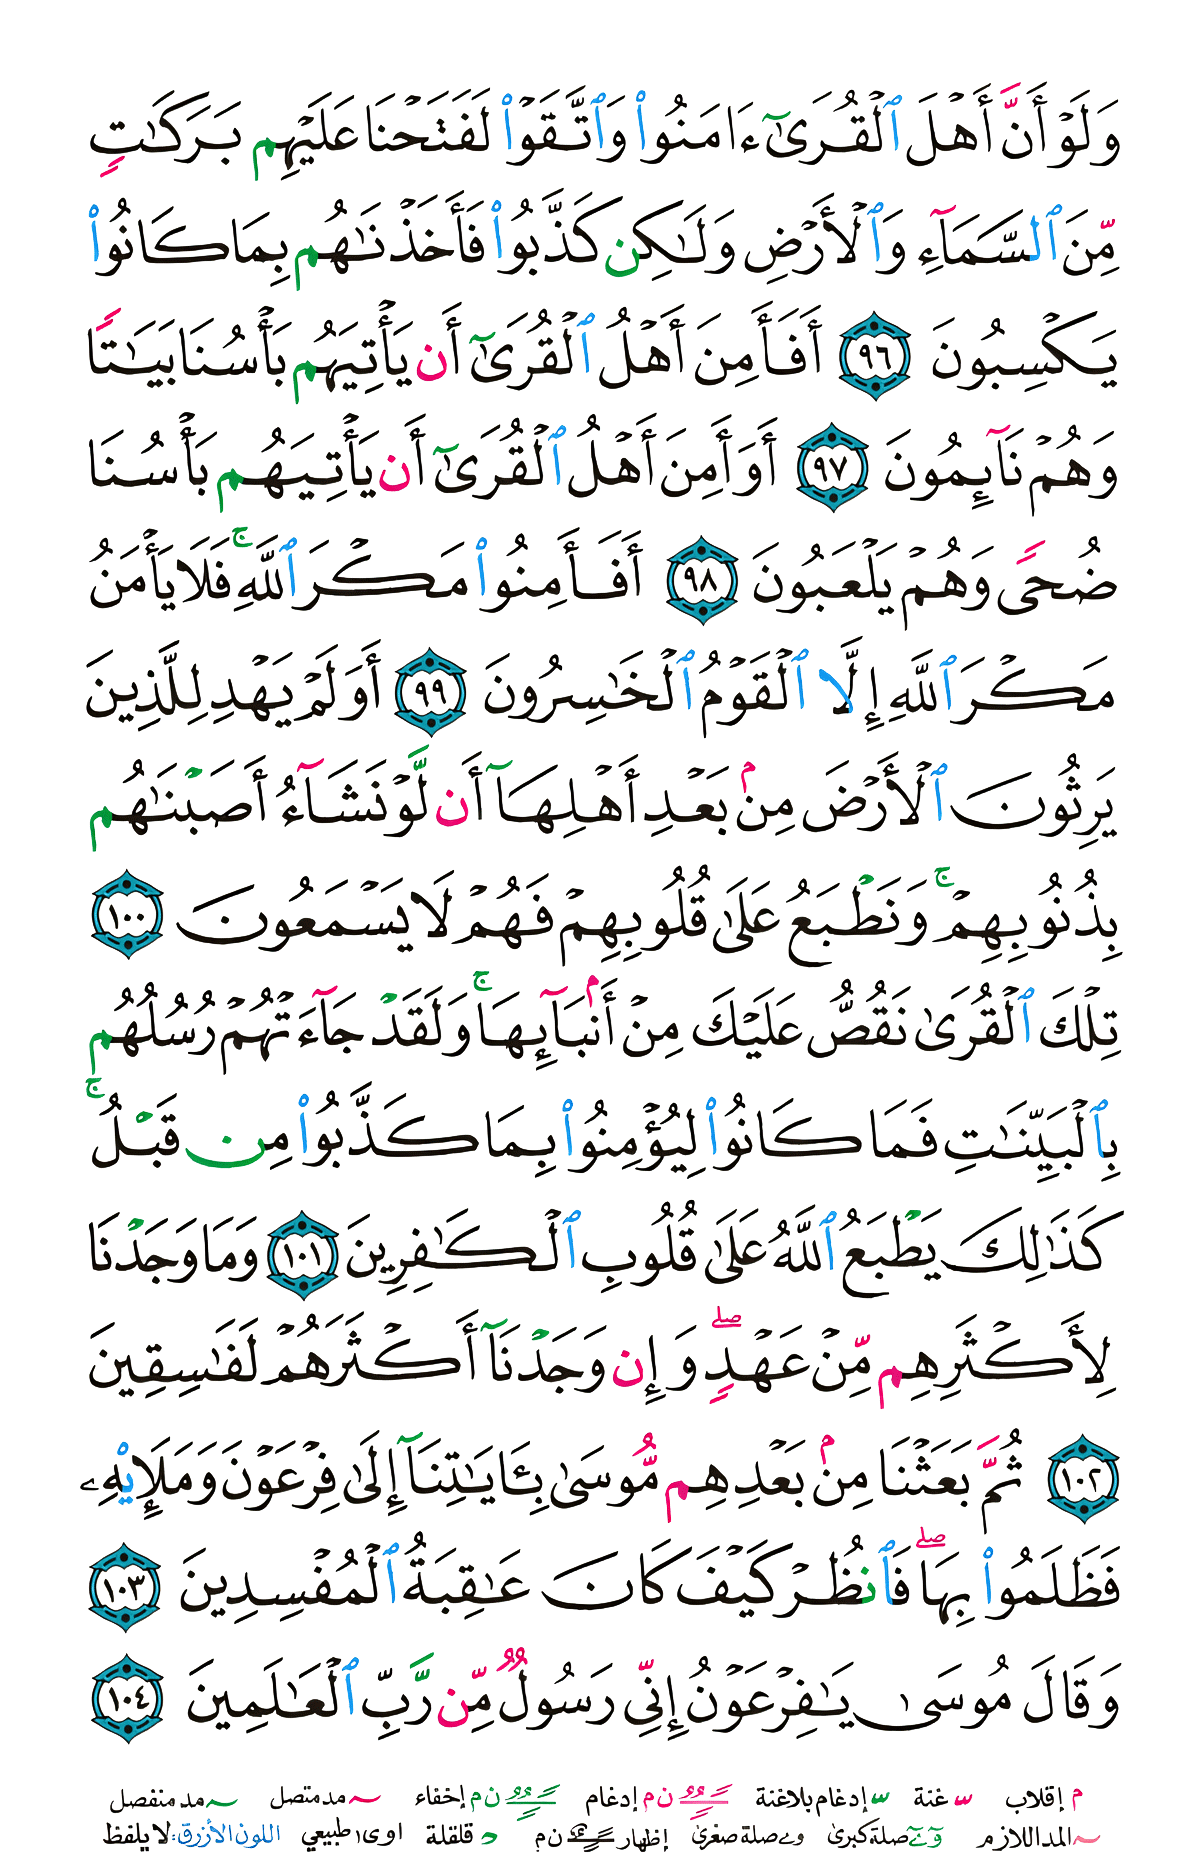 وَلَوْ أَنَّ أَهْلَ ٱلْقُرَىٰٓ ءَامَنُوا۟ وَٱتَّقَوْا۟ لَفَتَحْنَا عَلَيْهِم بَرَكَـٰتٍ
مِّنَ ٱلسَّمَآءِ وَٱلْأَرْضِ وَلَـٰكِن كَذَّبُوا۟ فَأَخَذْنَـٰهُم بِمَا كَانُوا۟
يَكْسِبُونَ ٩٦ أَفَأَمِنَ أَهْلُ ٱلْقُرَىٰٓ أَن يَأْتِيَهُم بَأْسُنَا بَيَـٰتًا
وَهُمْ نَآئِمُونَ ٩٧ أَوَأَمِنَ أَهْلُ ٱلْقُرَىٰٓ أَن يَأْتِيَهُم بَأْسُنَا
ضُحًى وَهُمْ يَلْعَبُونَ ٩٨ أَفَأَمِنُوا۟ مَكْرَ ٱللَّهِ ۚ فَلَا يَأْمَنُ
مَكْرَ ٱللَّهِ إِلَّا ٱلْقَوْمُ ٱلْخَـٰسِرُونَ ٩٩ أَوَلَمْ يَهْدِ لِلَّذِينَ
يَرِثُونَ ٱلْأَرْضَ مِنۢ بَعْدِ أَهْلِهَآ أَن لَّوْ نَشَآءُ أَصَبْنَـٰهُم
بِذُنُوبِهِمْ ۚ وَنَطْبَعُ عَلَىٰ قُلُوبِهِمْ فَهُمْ لَا يَسْمَعُونَ ١٠٠
تِلْكَ ٱلْقُرَىٰ نَقُصُّ عَلَيْكَ مِنْ أَنۢبَآئِهَا ۚ وَلَقَدْ جَآءَتْهُمْ رُسُلُهُم
بِٱلْبَيِّنَـٰتِ فَمَا كَانُوا۟ لِيُؤْمِنُوا۟ بِمَا كَذَّبُوا۟ مِن قَبْلُ ۚ
كَذَٰلِكَ يَطْبَعُ ٱللَّهُ عَلَىٰ قُلُوبِ ٱلْكَـٰفِرِينَ ١٠١ وَمَا وَجَدْنَا
لِأَكْثَرِهِم مِّنْ عَهْدٍ ۖ وَإِن وَجَدْنَآ أَكْثَرَهُمْ لَفَـٰسِقِينَ
١٠٢ ثُمَّ بَعَثْنَا مِنۢ بَعْدِهِم مُّوسَىٰ بِـَٔايَـٰتِنَآ إِلَىٰ فِرْعَوْنَ وَمَلَإِي۟هِۦ
فَظَلَمُوا۟ بِهَا ۖ فَٱنظُرْ كَيْفَ كَانَ عَـٰقِبَةُ ٱلْمُفْسِدِينَ ١٠٣
وَقَالَ مُوسَىٰ يَـٰفِرْعَوْنُ إِنِّى رَسُولٌ مِّن رَّبِّ ٱلْعَـٰلَمِينَ ١٠٤
م إقلاب ّ غنة ّ إدغام بلاغنة ن م إدغام ن م إخفاء ~ مد متصل ~ مد منفصل
~ المد اللازم و ے صلة كبرى و ے صلة صغرى إظهار ن م د قلقلة ا و ى ا طبيعي اللون الأزرق: لا يلفظ